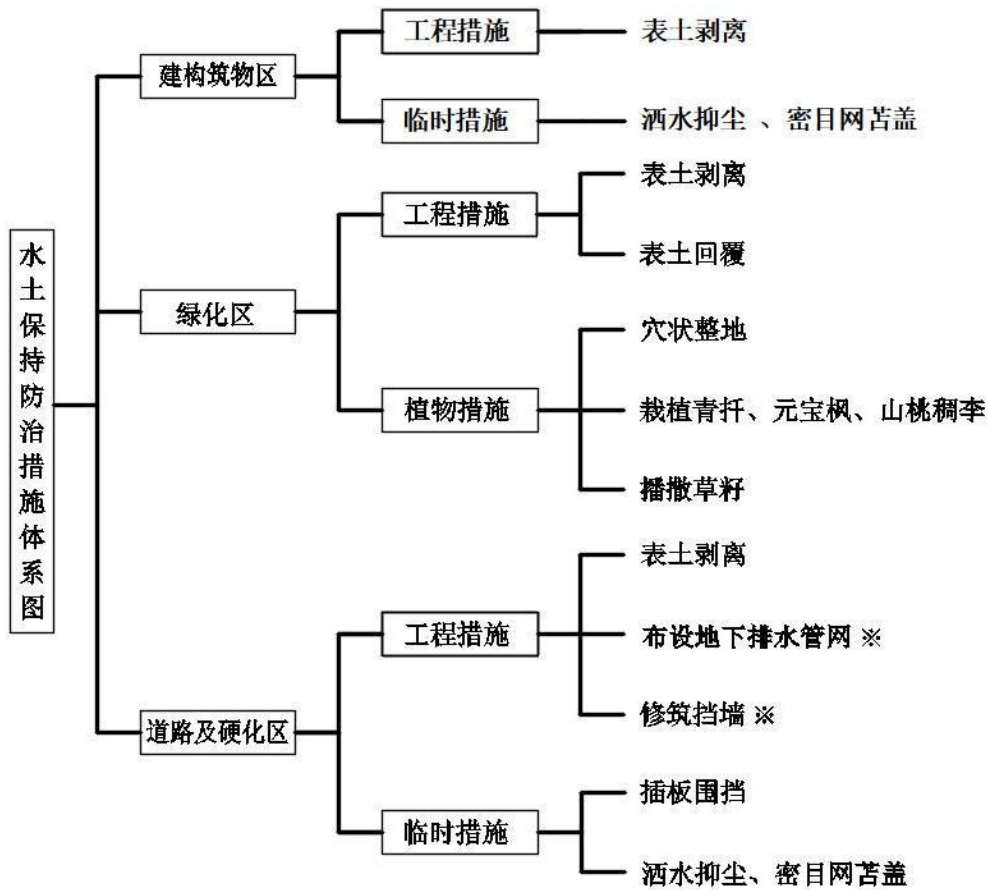 水土保持防治措施体系图
建构筑物区
工程措施
表土剥离
临时措施
洒水抑尘 、密目网苫盖
绿化区
工程措施
表土剥离
表土回覆
植物措施
穴状整地
栽植青扦、元宝枫、山桃稠李
播撒草籽
道路及硬化区
工程措施
表土剥离
布设地下排水管网 ※
修筑挡墙 ※
临时措施
插板围挡
洒水抑尘、密目网苫盖